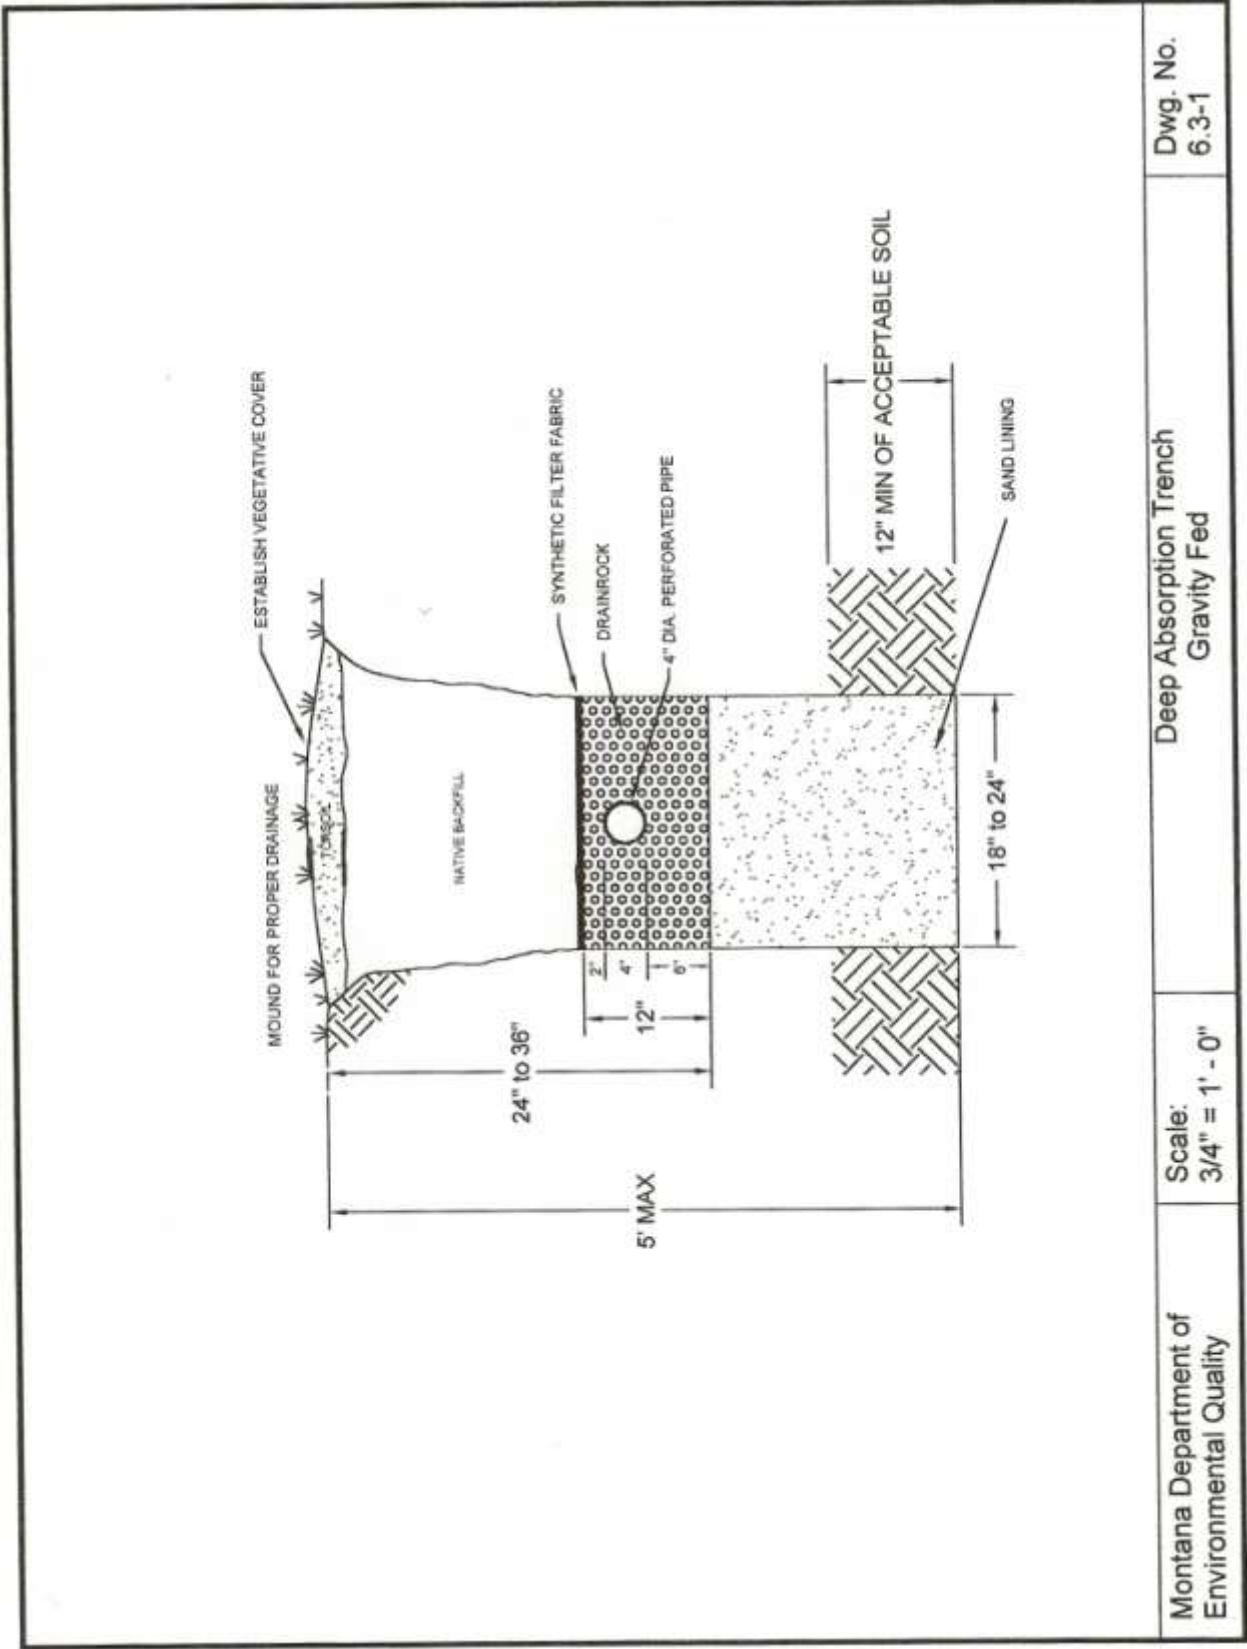 MOUND FOR PROPER DRAINAGE
ESTABLISH VEGETATIVE COVER
TOPSOIL
NATIVE BACKFILL
SYNTHETIC FILTER FABRIC
DRAINROCK
4" DIA. PERFORATED PIPE
2"
4"
6"
12"
24" to 36"
5' MAX
12" MIN OF ACCEPTABLE SOIL
SAND LINING
18" to 24"
Montana Department of
Environmental Quality
Scale:
3/4" = 1' - 0"
Deep Absorption Trench
Gravity Fed
Dwg. No.
6.3-1